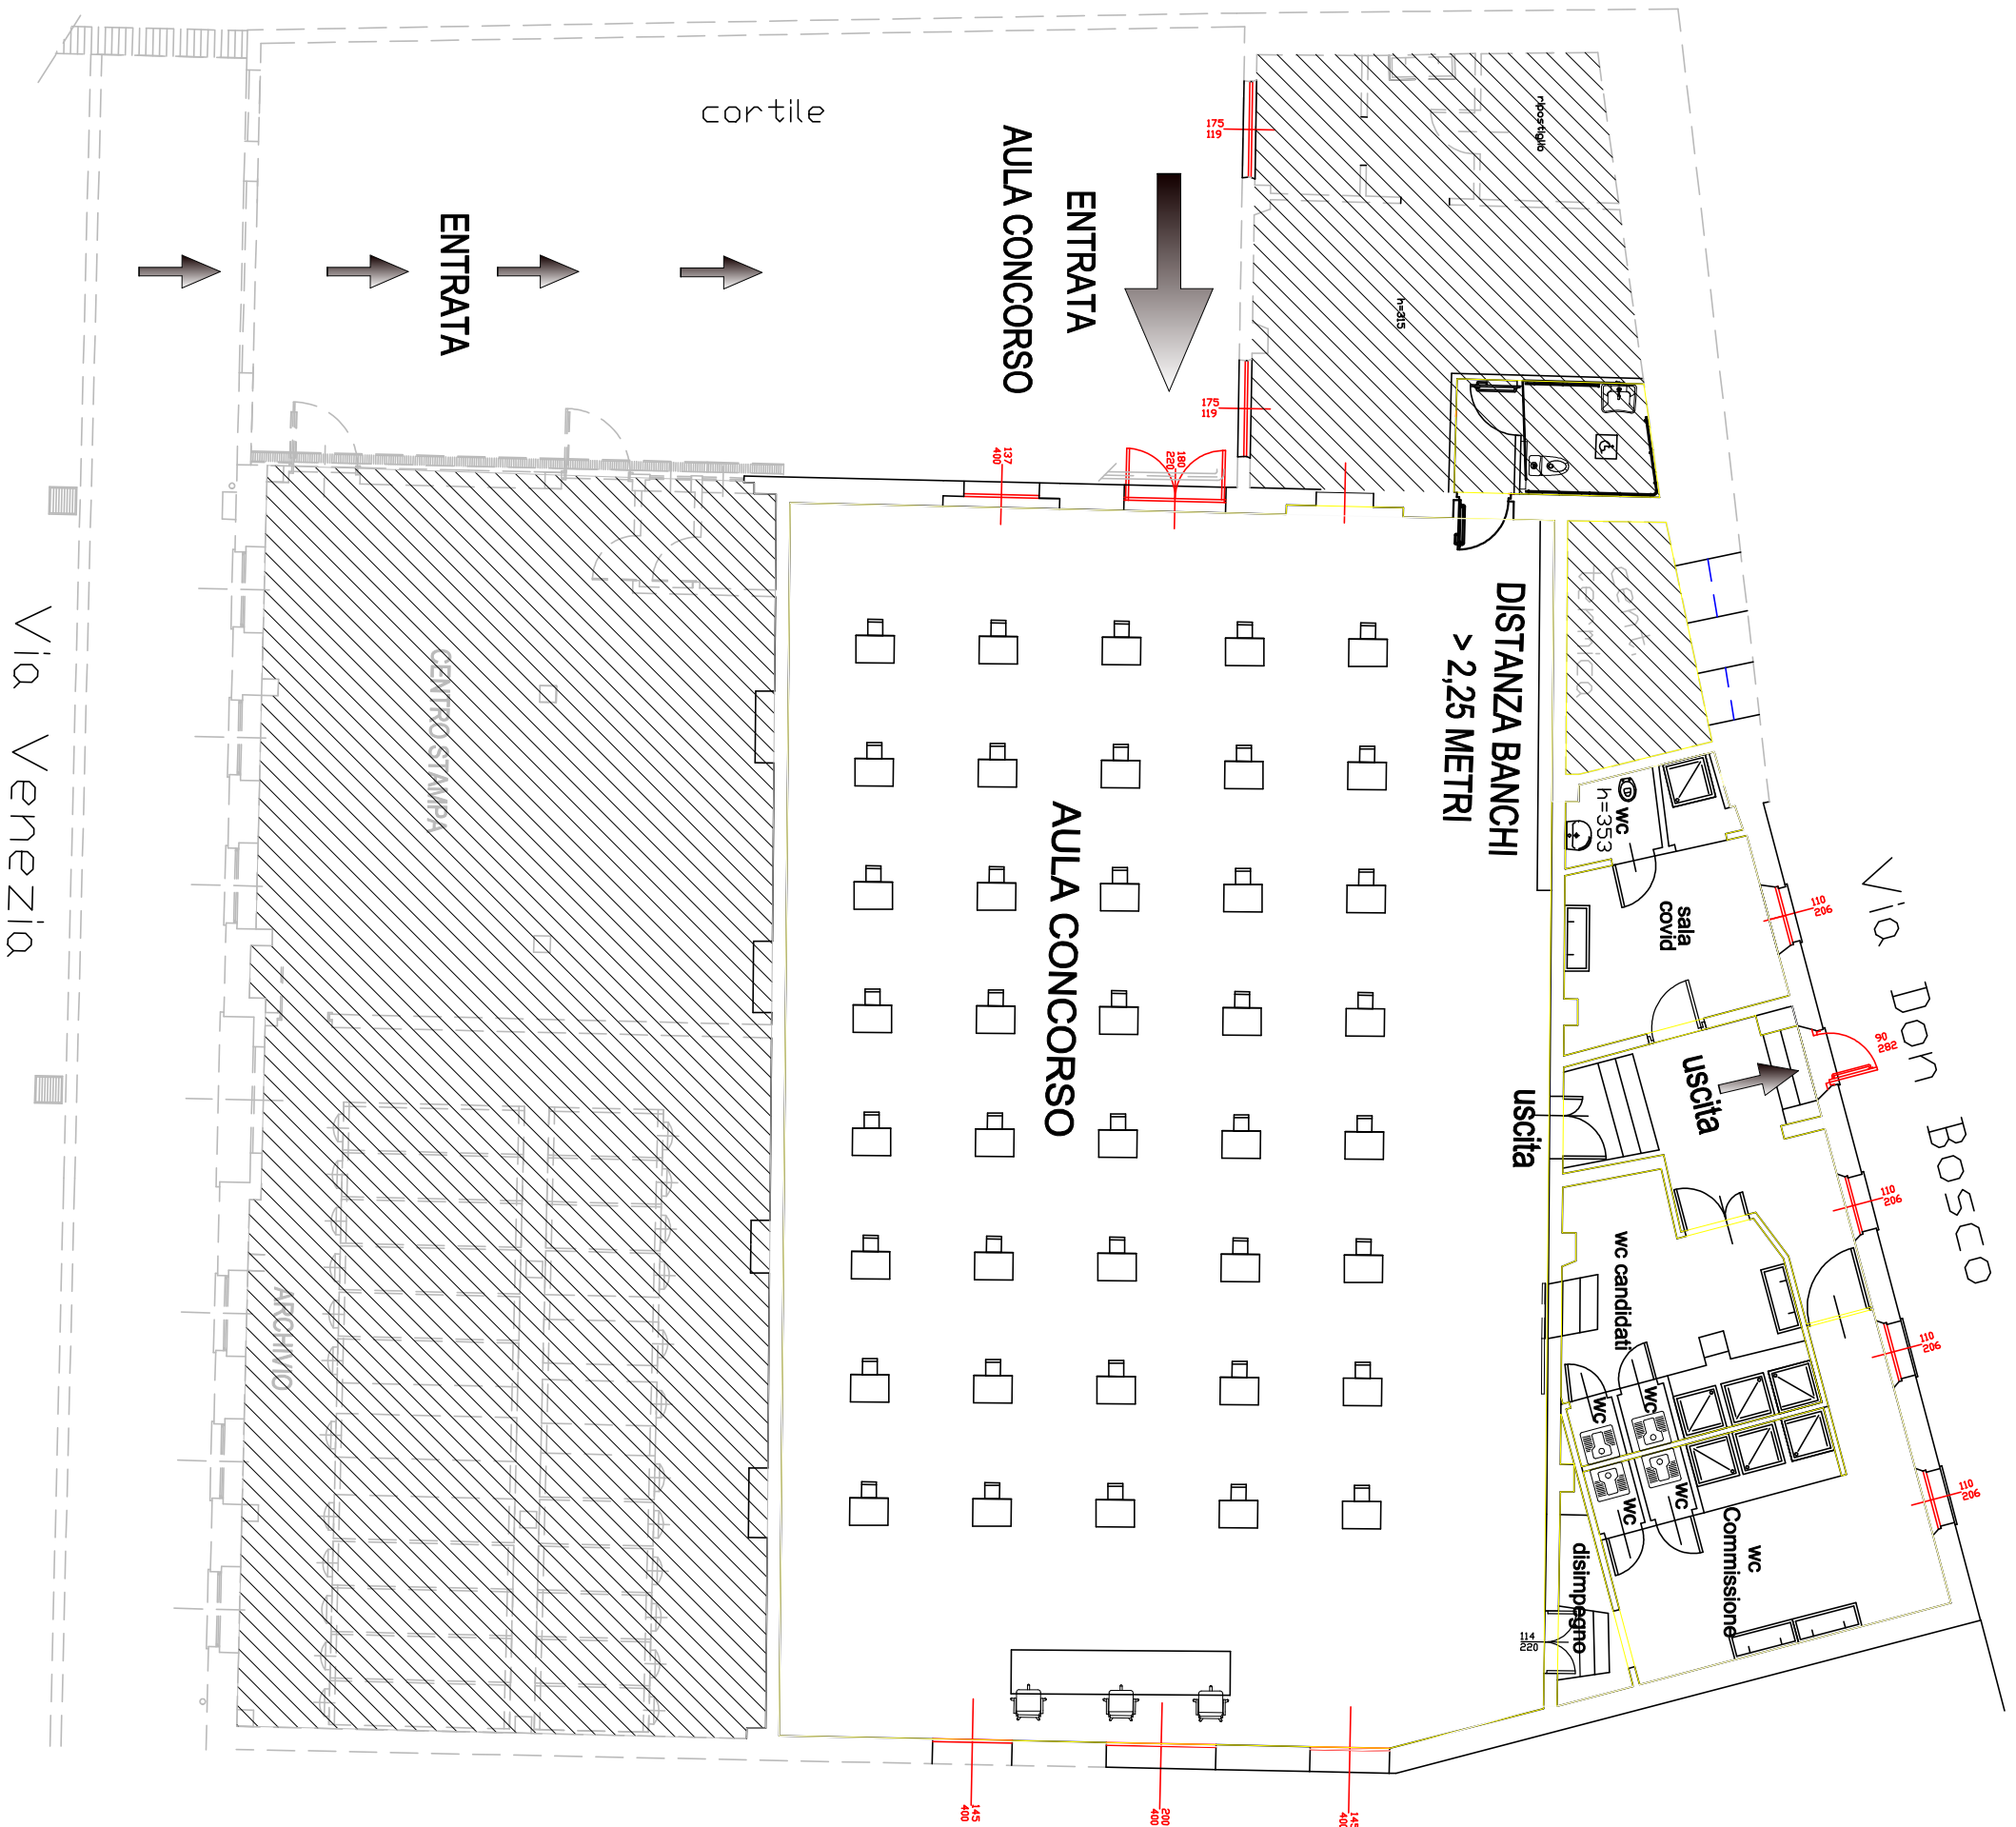 cortile
ripostiglio
175
119
ENTRATA
AULA CONCORSO
ENTRATA
h=315
175
119
137
400
180
220
cent.
termica
DISTANZA BANCHI
> 2,25 METRI
CENTRO STAMPA
Via Venezia
AULA CONCORSO
wc
h=353
sala
covid
110
206
Via Don Bosco
90
282
uscita
uscita
110
206
wc candidati
110
206
ARCHIVIO
wc
wc
wc
wc
110
206
wc
Commissione
disimpegno
114
220
145
400
200
400
145
400